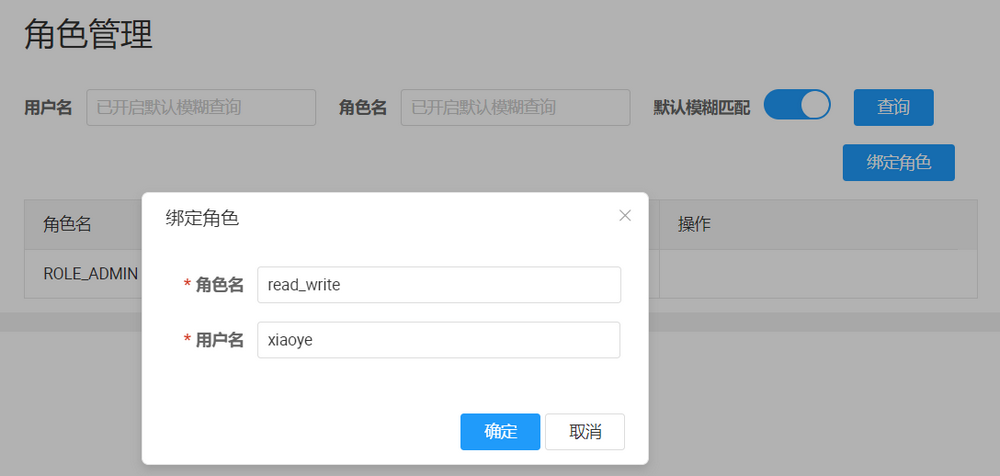 角色管理
用户名 已开启默认模糊查询 角色名 已开启默认模糊查询 默认模糊匹配 查询
绑定角色
角色名 操作
ROLE_ADMIN
绑定角色
* 角色名 read_write
* 用户名 xiaoye
确定 取消